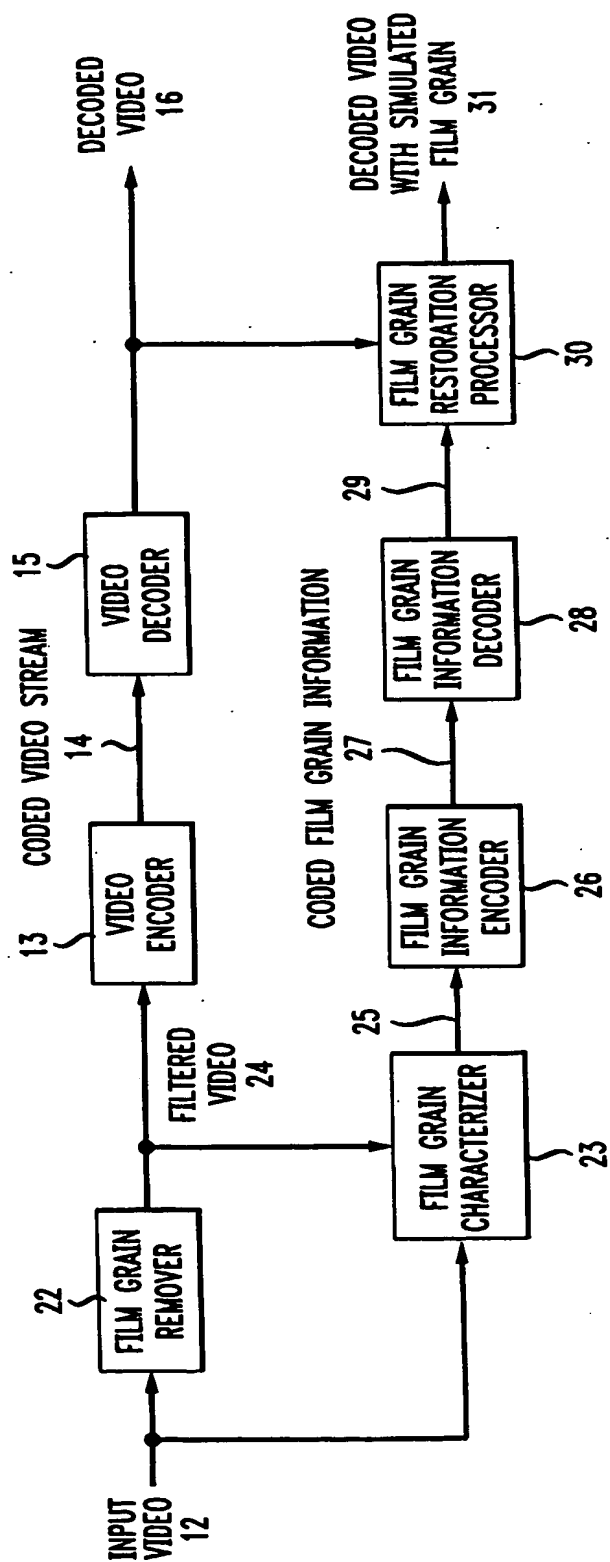 INPUT
VIDEO
12
22
FILM GRAIN
REMOVER
FILTERED
VIDEO
24
13
VIDEO
ENCODER
CODED VIDEO STREAM
14
15
VIDEO
DECODER
DECODED
VIDEO
16
FILM GRAIN
CHARACTERIZER
23
25
FILM GRAIN
INFORMATION
ENCODER
26
CODED FILM GRAIN INFORMATION
27
FILM GRAIN
INFORMATION
DECODER
28
29
FILM GRAIN
RESTORATION
PROCESSOR
30
DECODED VIDEO
WITH SIMULATED
FILM GRAIN
31